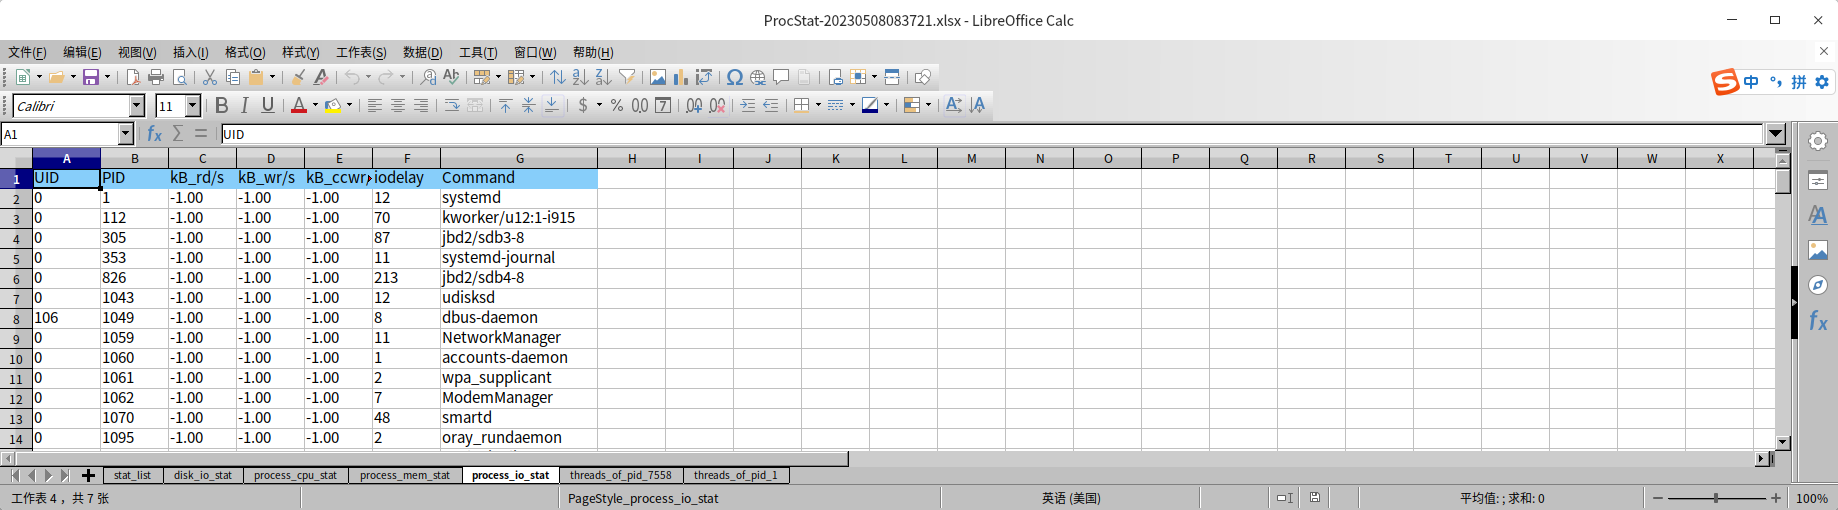 ProcStat-20230508083721.xlsx - LibreOffice Calc
文件(F) 编辑(E) 视图(V) 插入(I) 格式(O) 样式(Y) 工作表(S) 数据(D) 工具(T) 窗口(W) 帮助(H)
中 拼
Calibri 11
A1 UID
A B C D E F G H I J K L M N O P Q R S T U V W X
1 UID PID kB_rd/s kB_wr/s kB_ccwr/ iodelay Command
2 0 1 -1.00 -1.00 -1.00 12 systemd
3 0 112 -1.00 -1.00 -1.00 70 kworker/u12:1-i915
4 0 305 -1.00 -1.00 -1.00 87 jbd2/sdb3-8
5 0 353 -1.00 -1.00 -1.00 11 systemd-journal
6 0 826 -1.00 -1.00 -1.00 213 jbd2/sdb4-8
7 0 1043 -1.00 -1.00 -1.00 12 udisksd
8 106 1049 -1.00 -1.00 -1.00 8 dbus-daemon
9 0 1059 -1.00 -1.00 -1.00 11 NetworkManager
10 0 1060 -1.00 -1.00 -1.00 1 accounts-daemon
11 0 1061 -1.00 -1.00 -1.00 2 wpa_supplicant
12 0 1062 -1.00 -1.00 -1.00 7 ModemManager
13 0 1070 -1.00 -1.00 -1.00 48 smartd
14 0 1095 -1.00 -1.00 -1.00 2 oray_rundaemon
stat_list disk_io_stat process_cpu_stat process_mem_stat process_io_stat threads_of_pid_7558 threads_of_pid_1
工作表 4 ，共 7 张 PageStyle_process_io_stat 英语 (美国) 平均值: ; 求和: 0 100%